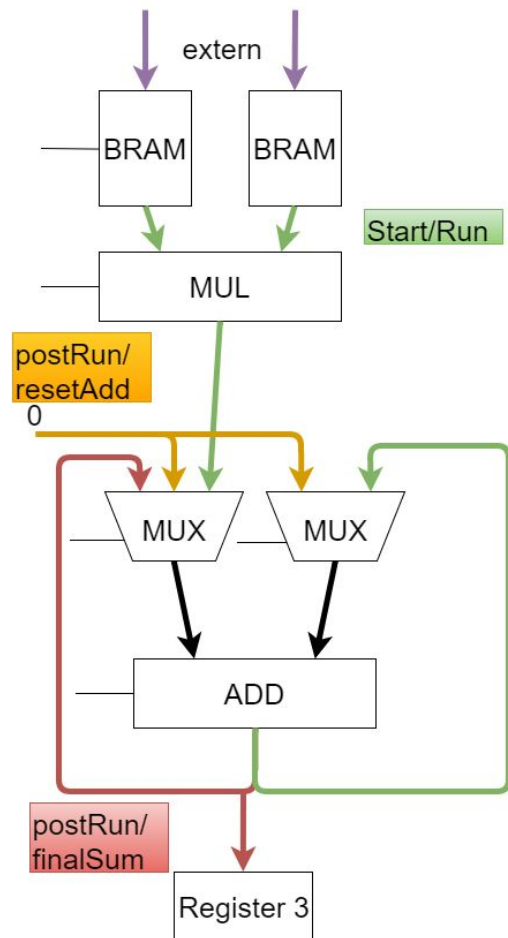 extern
BRAM
BRAM
Start/Run
MUL
postRun/
resetAdd
0
MUX
MUX
ADD
postRun/
finalSum
Register 3